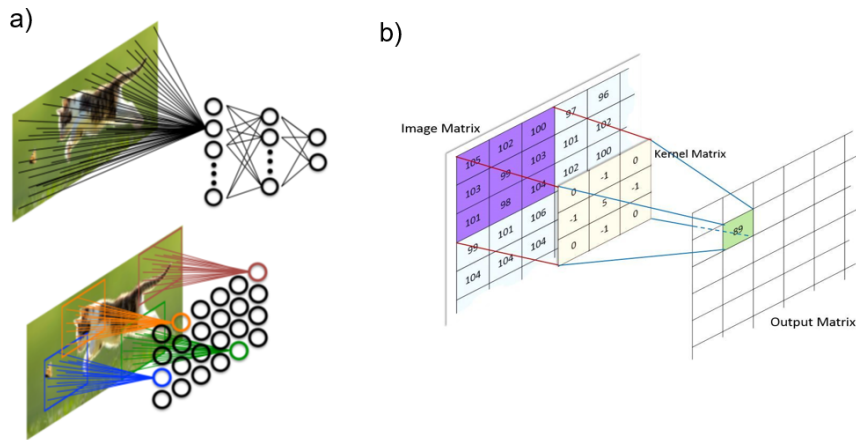 a)
b)
Image Matrix
105 102 100 97 96
103 99 103 101 102
101 98 104 102 100
99 101 106
104 104 104
Kernel Matrix
0 -1 0
-1 5 -1
0 -1 0
89
Output Matrix